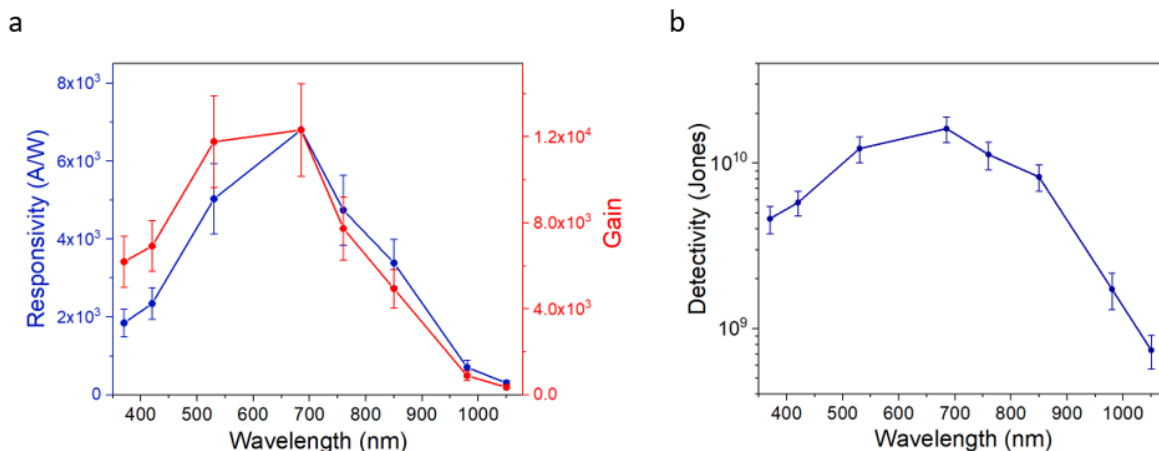 a
b
8x10³
6x10³
4x10³
2x10³
0
Responsivity (A/W)
1.2x10⁴
8.0x10³
4.0x10³
0.0
Gain
400 500 600 700 800 900 1000
Wavelength (nm)
10¹⁰
10⁹
Detectivity (Jones)
400 500 600 700 800 900 1000
Wavelength (nm)